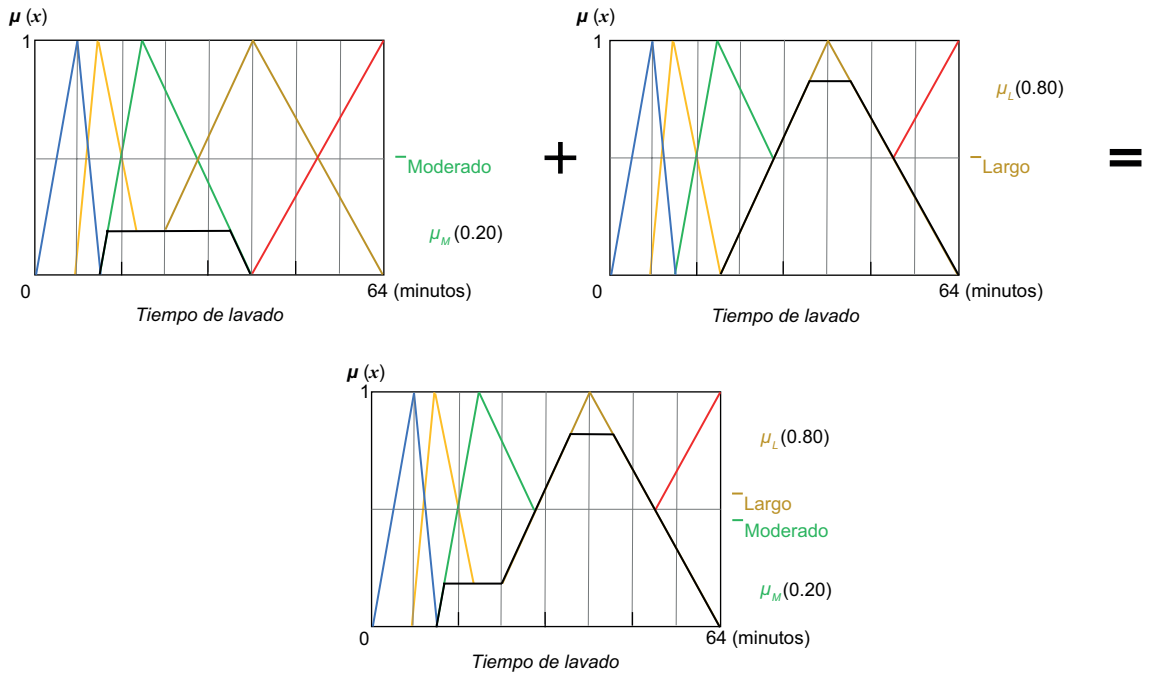 μ (x)
1
Moderado
μM(0.20)
0
64 (minutos)
Tiempo de lavado
+
μ (x)
1
μL(0.80)
Largo
0
64 (minutos)
Tiempo de lavado
=
μ (x)
1
μL(0.80)
Largo
Moderado
μM(0.20)
0
64 (minutos)
Tiempo de lavado